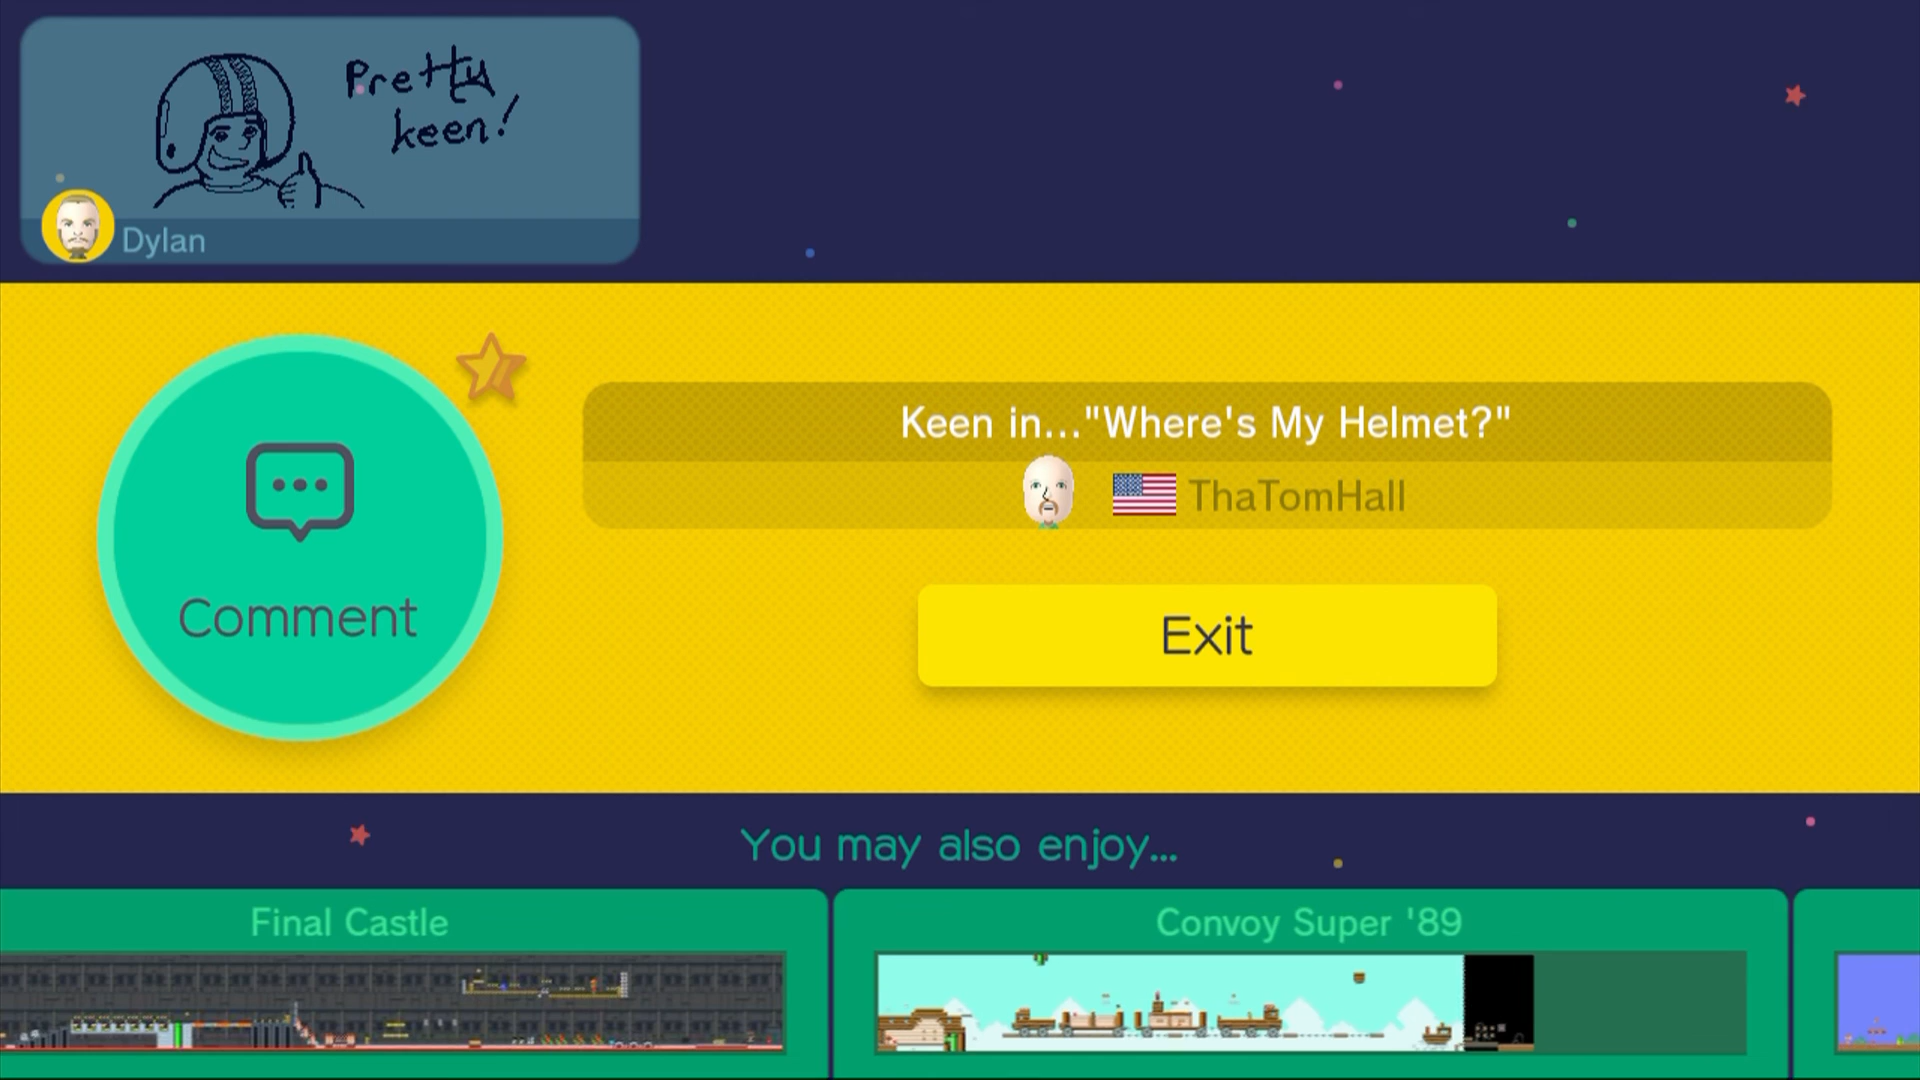 Pretty
keen!
Dylan
Keen in..."Where's My Helmet?"
ThaTomHall
Comment
Exit
You may also enjoy...
Final Castle
Convoy Super '89